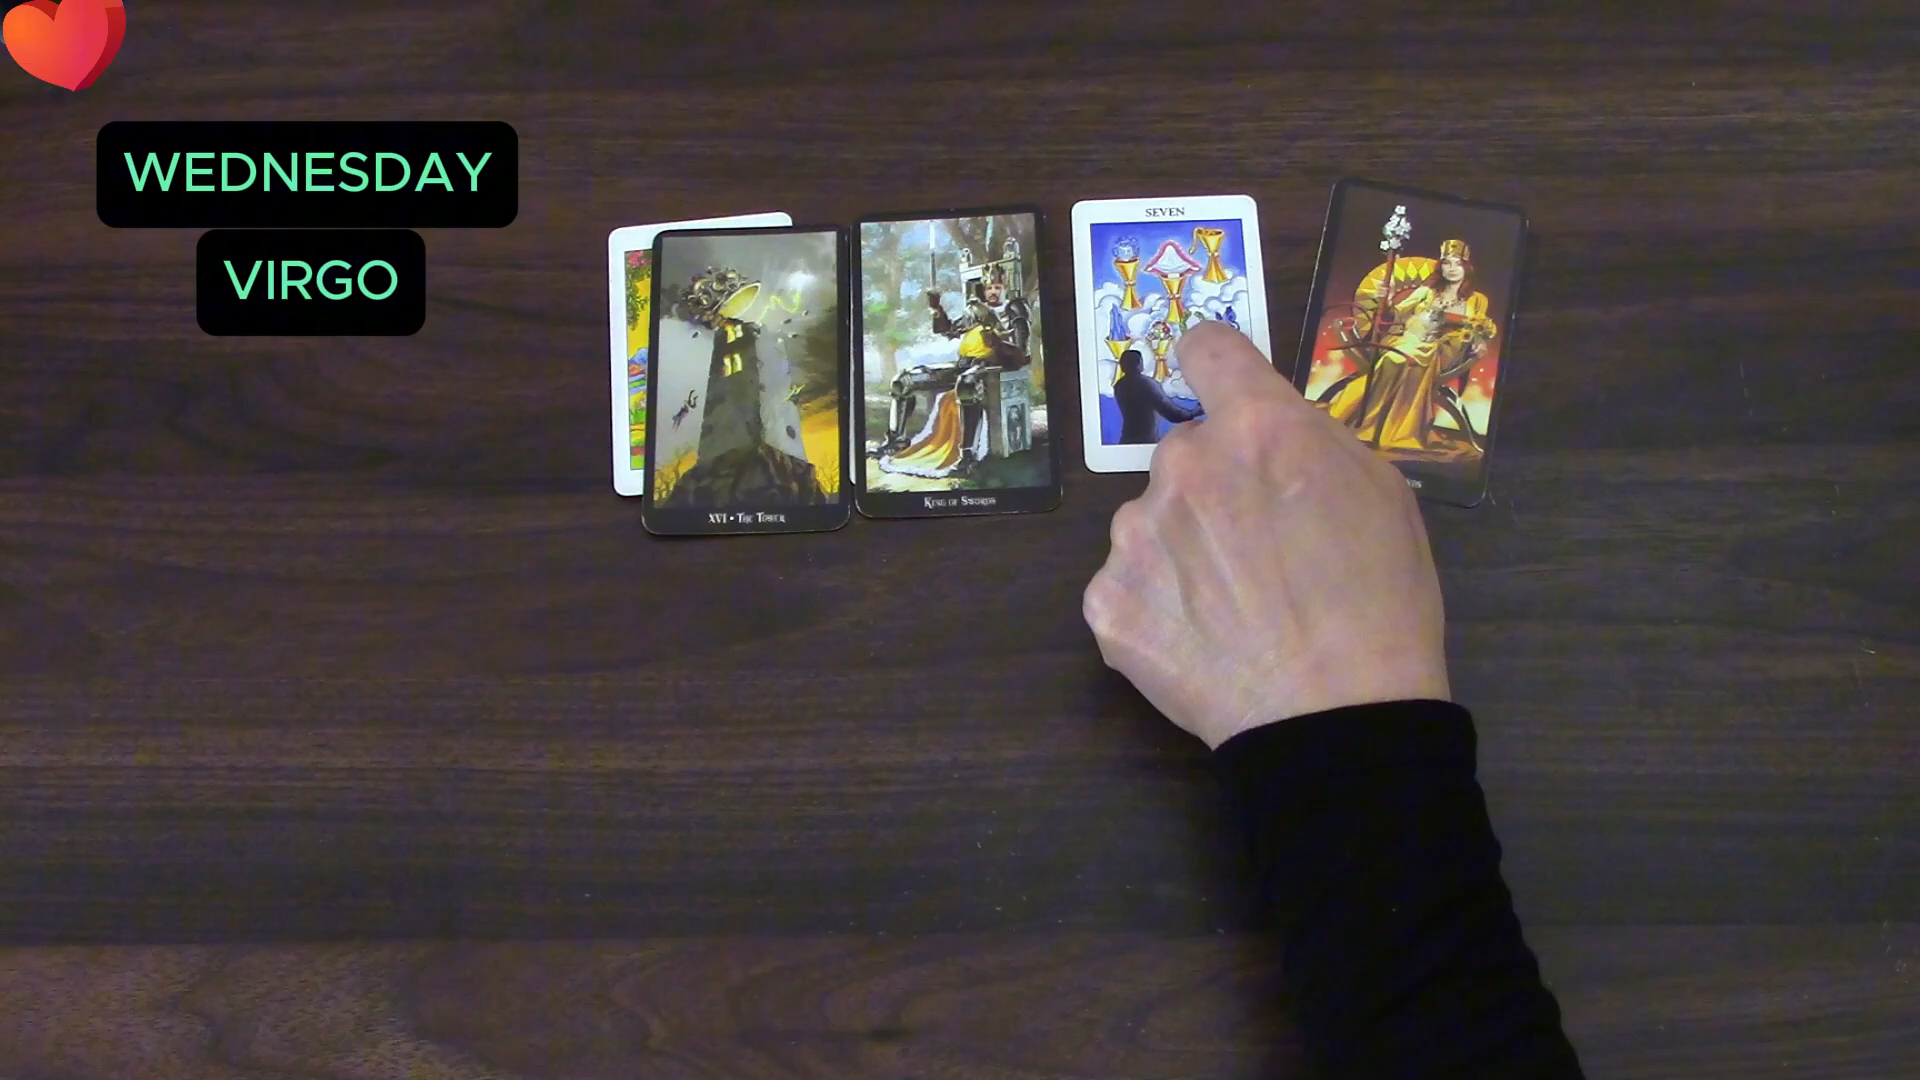 WEDNESDAY
VIRGO
SEVEN
XVI • The Tower
King of Swords